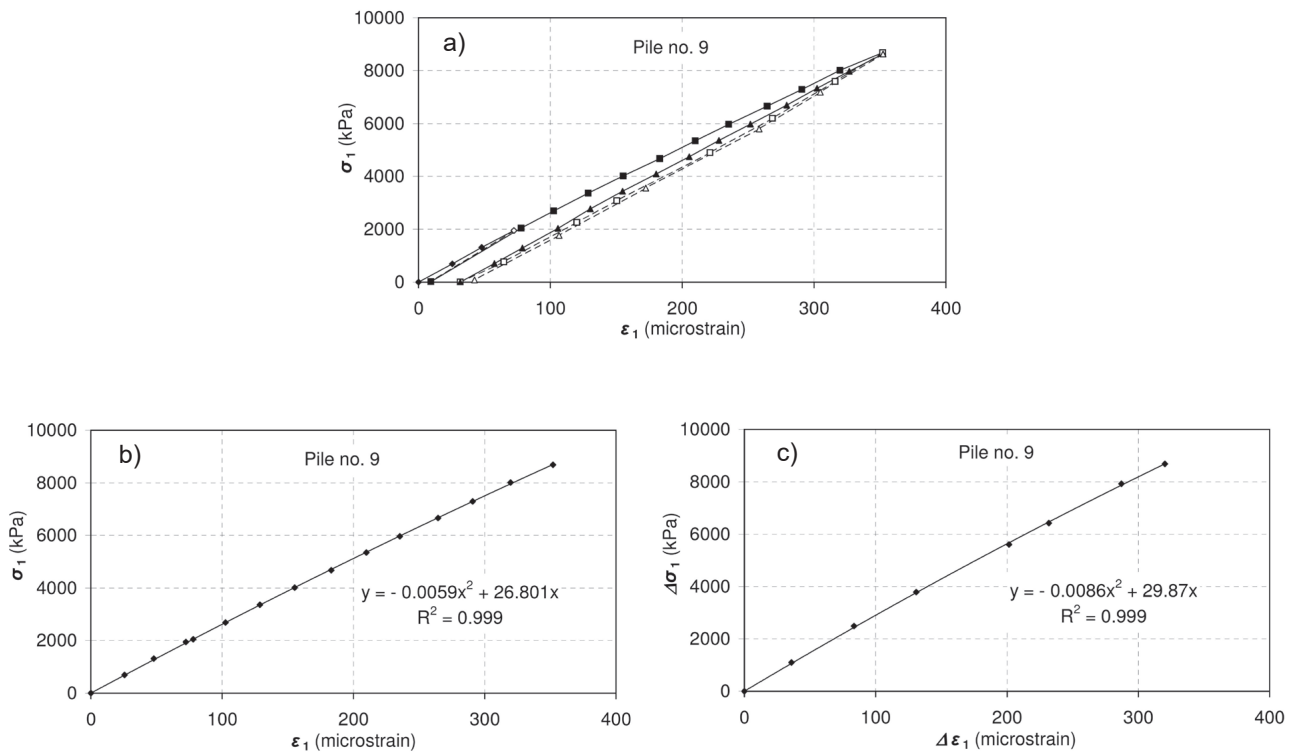 a)
Pile no. 9
10000
8000
6000
4000
2000
0
σ1 (kPa)
0 100 200 300 400
ε1 (microstrain)
b)
Pile no. 9
10000
8000
6000
4000
2000
0
σ1 (kPa)
y = - 0.0059x² + 26.801x
R² = 0.999
0 100 200 300 400
ε1 (microstrain)
c)
Pile no. 9
10000
8000
6000
4000
2000
0
Δσ1 (kPa)
y = - 0.0086x² + 29.87x
R² = 0.999
0 100 200 300 400
Δε1 (microstrain)